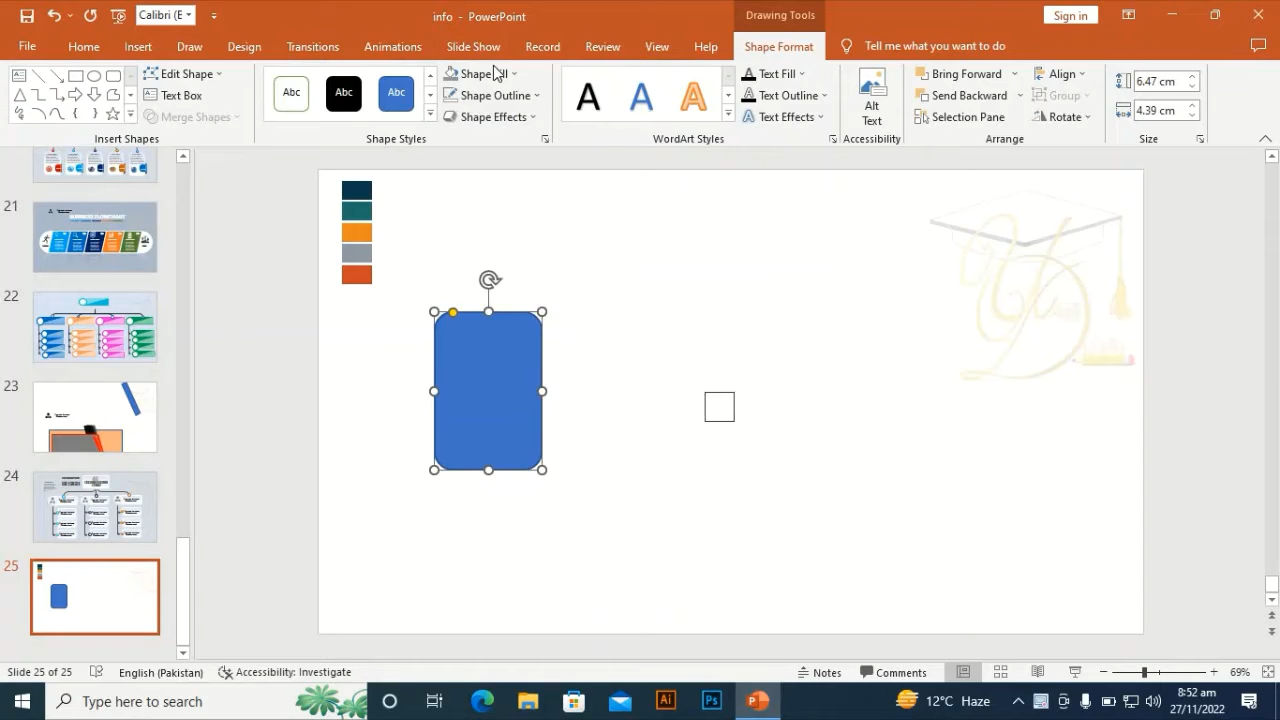 Calibri (E
info - PowerPoint
Drawing Tools
Sign in
File
Home
Insert
Draw
Design
Transitions
Animations
Slide Show
Record
Review
View
Help
Shape Format
Tell me what you want to do
Edit Shape
Text Box
Merge Shapes
Insert Shapes
Abc
Abc
Abc
Shape Fill
Shape Outline
Shape Effects
Shape Styles
A
A
A
Text Fill
Text Outline
Text Effects
WordArt Styles
Alt
Text
Accessibility
Bring Forward
Send Backward
Selection Pane
Align
Group
Rotate
Arrange
6.47 cm
4.39 cm
Size
21
22
23
24
25
Slide 25 of 25
English (Pakistan)
Accessibility: Investigate
Notes
Comments
69%
Type here to search
Ai
Ps
12°C Haze
8:52 am
27/11/2022